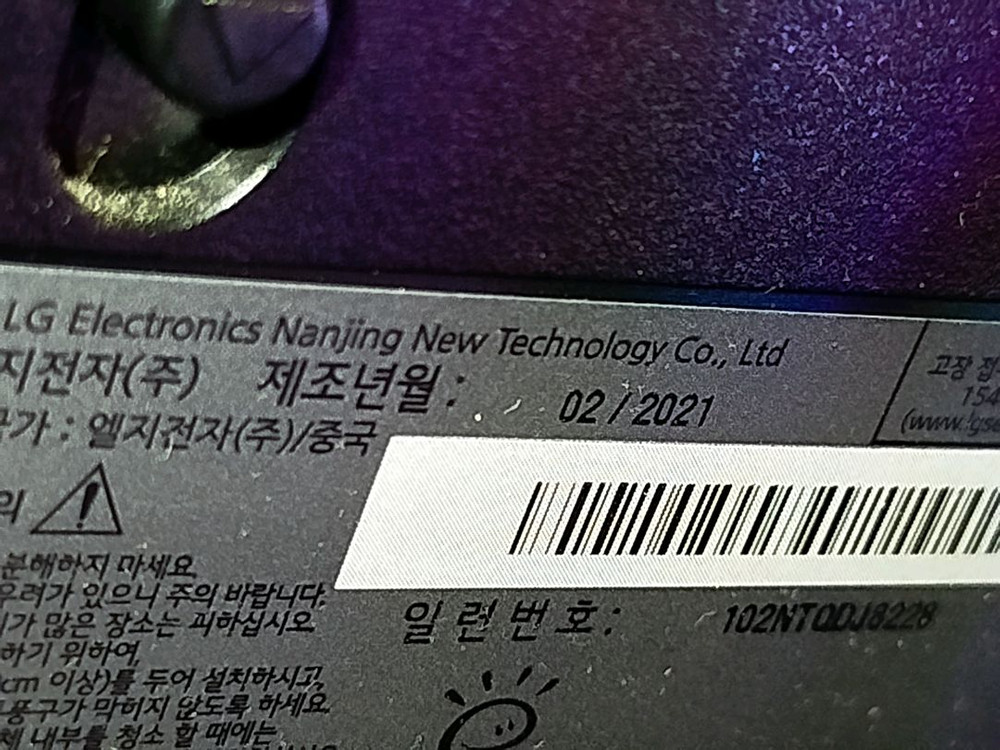 LG Electronics Nanjing New Technology Co., Ltd
지전자(주) 제조년월 : 02 / 2021
국가 : 엘지전자(주)/중국
고장 접
154
(www.lgse
의
분해하지 마세요
우려가 있으니 주의 바랍니다.
많은 장소는 피하십시오
하기 위하여,
cm 이상)를 두어 설치하시고,
통풍구가 막히지 않도록 하세요.
내부를 청소 할 때에는
일련번호: 102NTQDJ8228